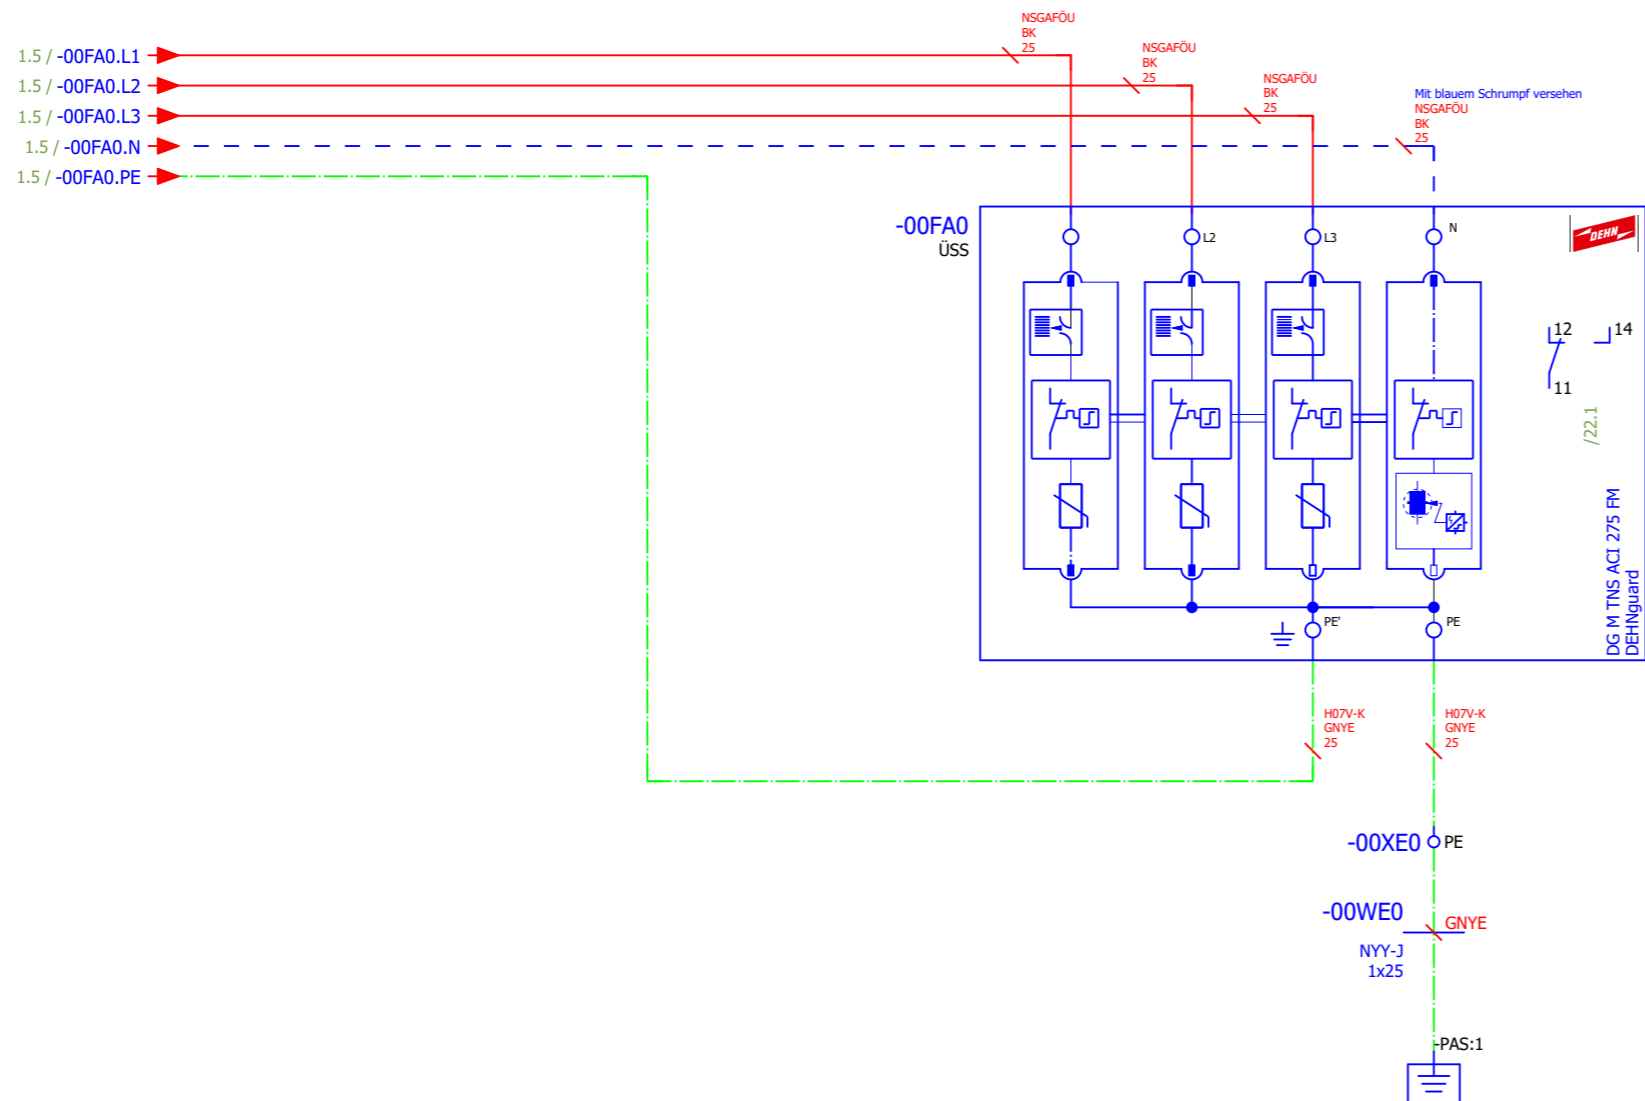 NSGAFÖU
BK
25
NSGAFÖU
BK
25
NSGAFÖU
BK
25
Mit blauem Schrumpf versehen
NSGAFÖU
BK
25
1.5 / -00FA0.L1
1.5 / -00FA0.L2
1.5 / -00FA0.L3
1.5 / -00FA0.N
1.5 / -00FA0.PE
-00FA0
ÜSS
L2
L3
N
DEHN
12
14
11
/22.1
DG M TNS ACI 275 FM
DEHNguard
PE'
PE
H07V-K
GNYE
25
H07V-K
GNYE
25
-00XE0
PE
-00WE0
GNYE
NYY-J
1x25
-PAS:1